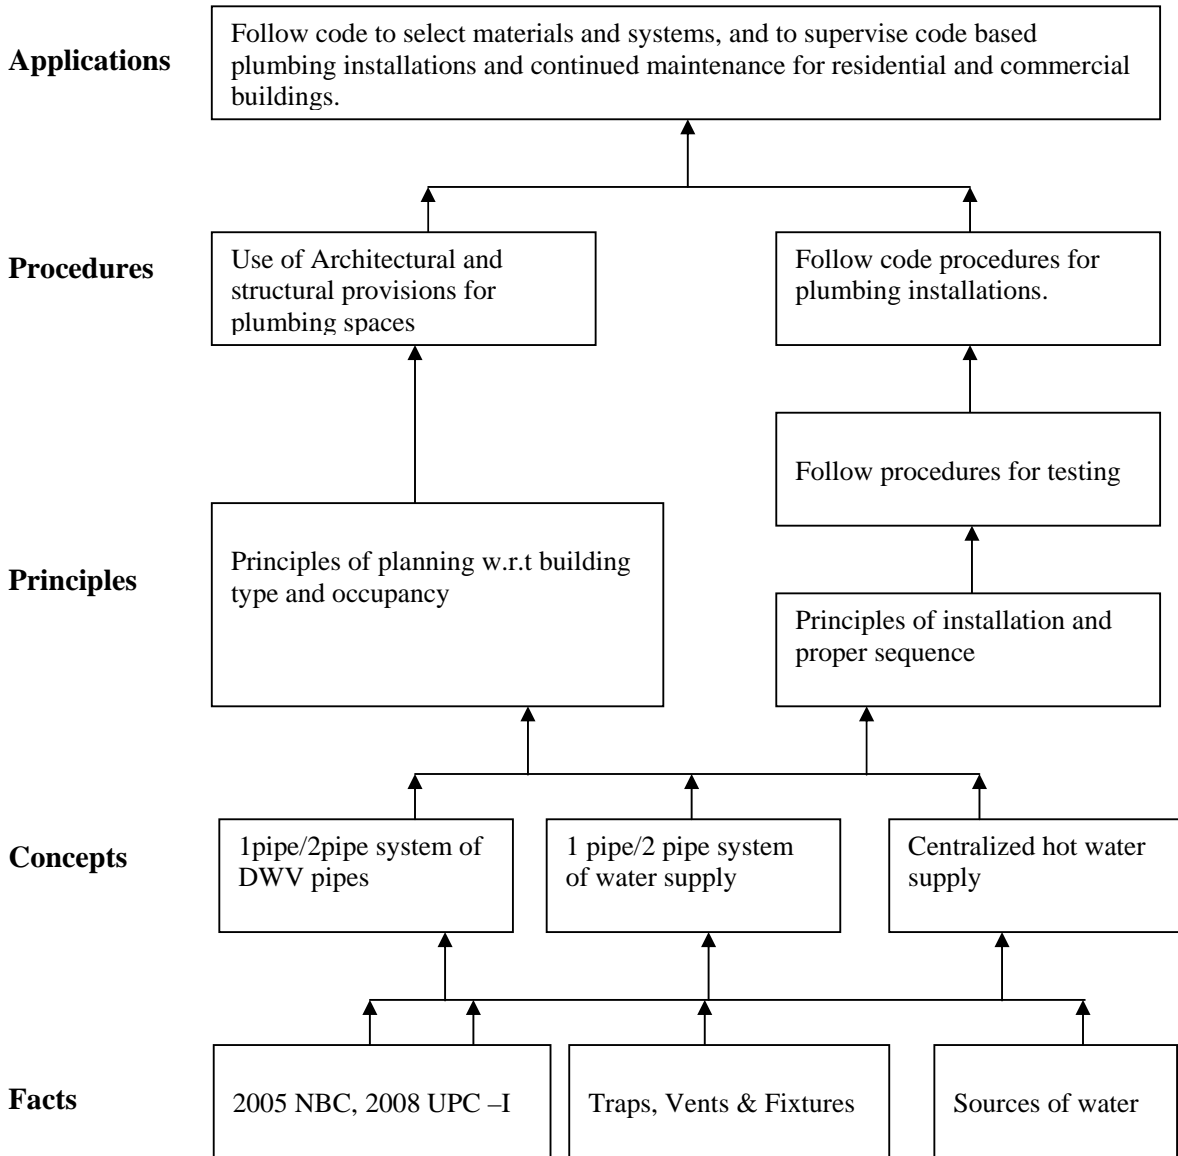 Applications
Follow code to select materials and systems, and to supervise code based
plumbing installations and continued maintenance for residential and commercial
buildings.
Procedures
Use of Architectural and
structural provisions for
plumbing spaces
Follow code procedures for
plumbing installations.
Follow procedures for testing
Principles
Principles of planning w.r.t building
type and occupancy
Principles of installation and
proper sequence
Concepts
1pipe/2pipe system of
DWV pipes
1 pipe/2 pipe system
of water supply
Centralized hot water
supply
Facts
2005 NBC, 2008 UPC –I
Traps, Vents & Fixtures
Sources of water